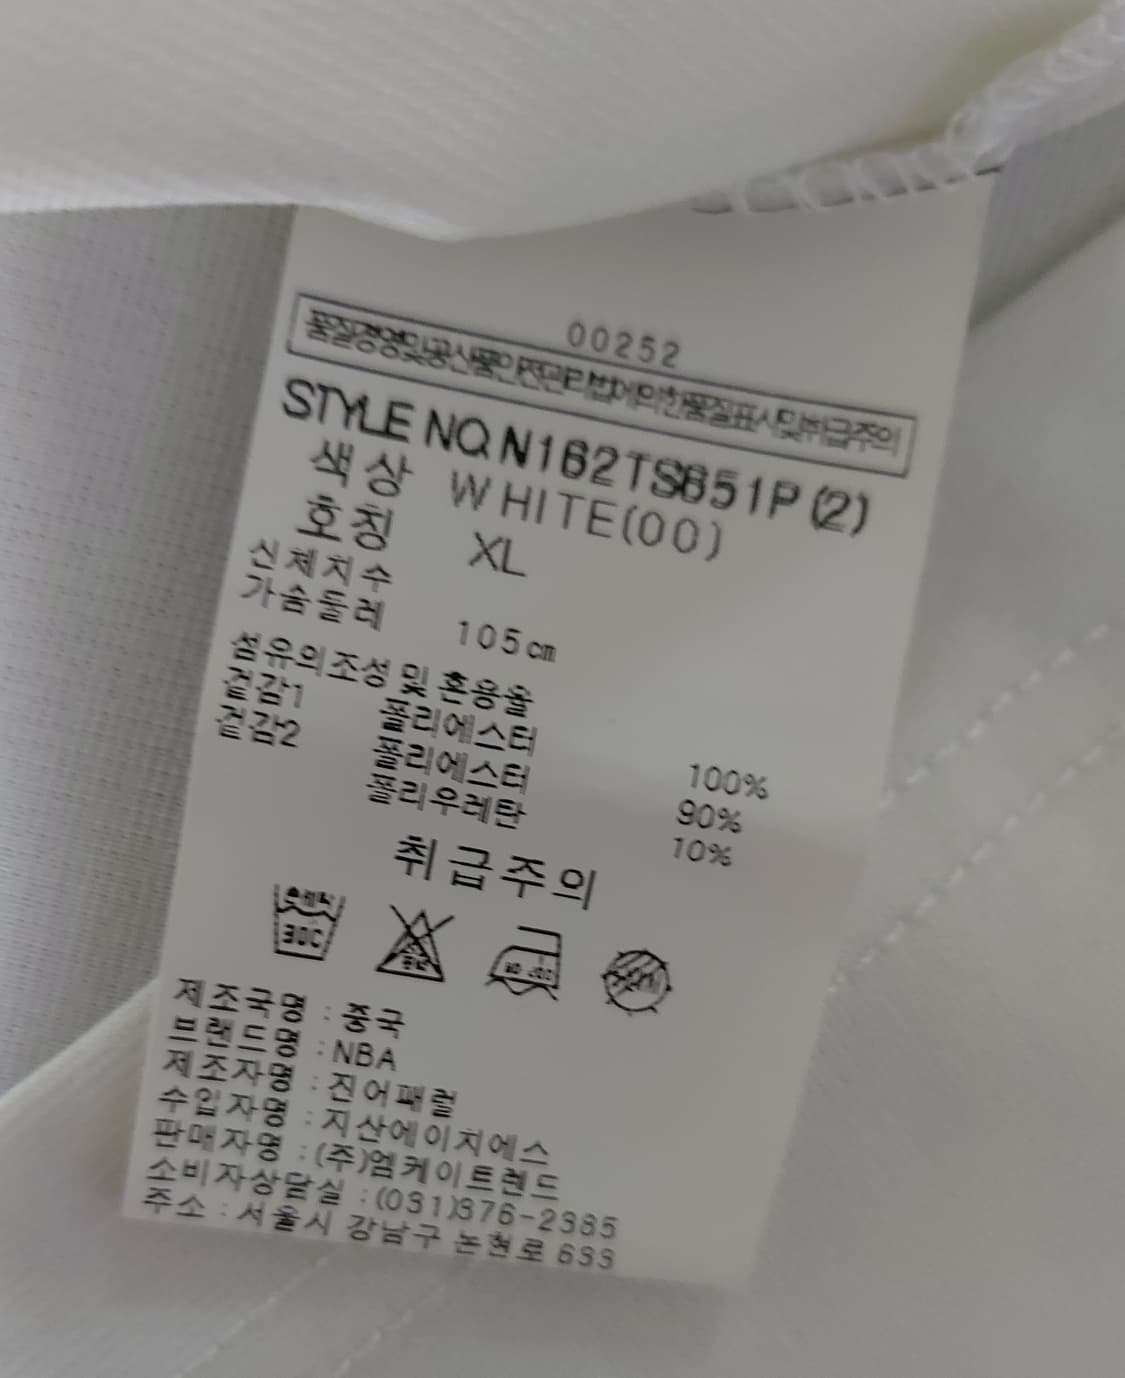 00252
품질경영및공산품안전관리법에의한품질표시및취급주의
STYLE NO.N162TS651P(2)
색상 WHITE(00)
호칭 XL
신체치수
가슴둘레 105cm
섬유의조성 및 혼용율
겉감1 폴리에스터 100%
겉감2 폴리에스터 90%
폴리우레탄 10%
취급주의
제조국명 : 중국
브랜드명 : NBA
제조자명 : 진어패럴
수입자명 : 지산에이치에스
판매자명 : (주)엠케이트렌드
소비자상담실 : (031)376-2385
주소 : 서울시 강남구 논현로 633